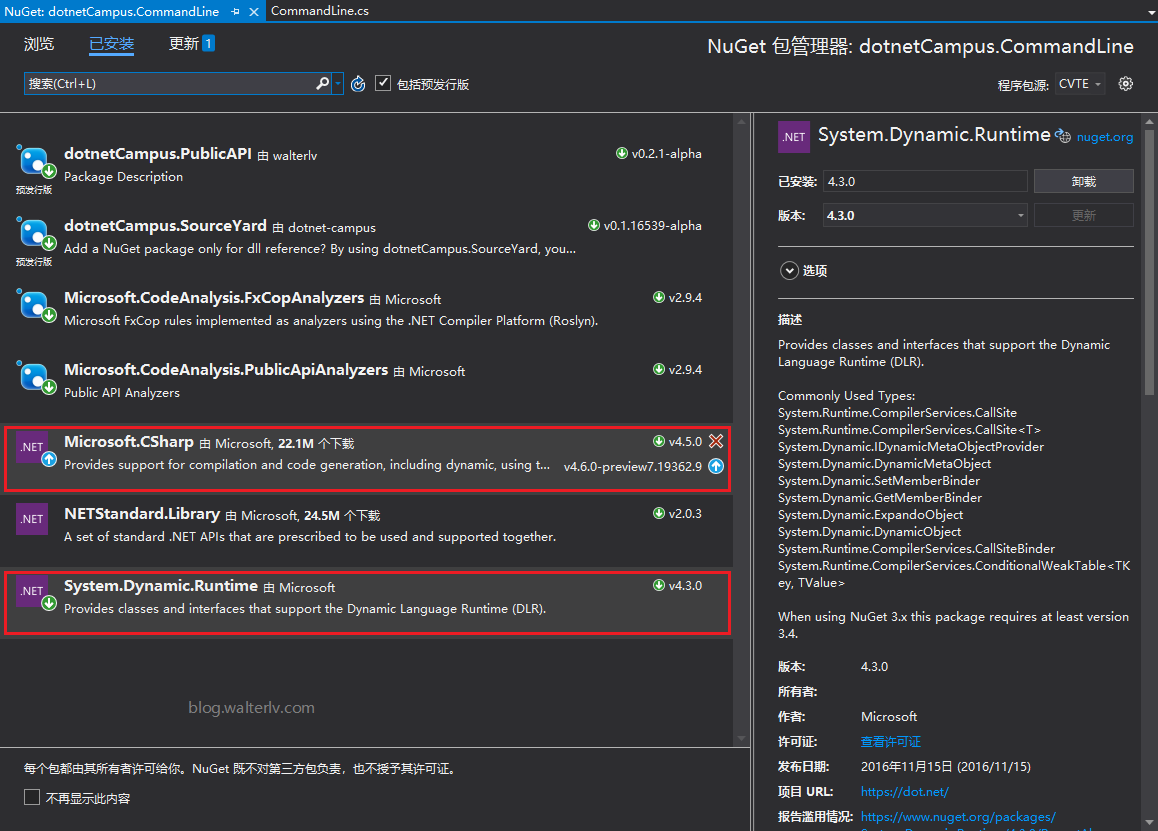 NuGet: dotnetCampus.CommandLine
CommandLine.cs
浏览
已安装
更新 1
NuGet 包管理器: dotnetCampus.CommandLine
搜索(Ctrl+L)
包括预发行版
程序包源: CVTE
dotnetCampus.PublicAPI 由 walterlv
v0.2.1-alpha
Package Description
预发行版
dotnetCampus.SourceYard 由 dotnet-campus
v0.1.16539-alpha
Add a NuGet package only for dll reference? By using dotnetCampus.SourceYard, you...
预发行版
Microsoft.CodeAnalysis.FxCopAnalyzers 由 Microsoft
v2.9.4
Microsoft FxCop rules implemented as analyzers using the .NET Compiler Platform (Roslyn).
Microsoft.CodeAnalysis.PublicApiAnalyzers 由 Microsoft
v2.9.4
Public API Analyzers
.NET
Microsoft.CSharp 由 Microsoft, 22.1M 个下载
v4.5.0
Provides support for compilation and code generation, including dynamic, using t...
v4.6.0-preview7.19362.9
.NET
NETStandard.Library 由 Microsoft, 24.5M 个下载
v2.0.3
A set of standard .NET APIs that are prescribed to be used and supported together.
.NET
System.Dynamic.Runtime 由 Microsoft
v4.3.0
Provides classes and interfaces that support the Dynamic Language Runtime (DLR).
blog.walterlv.com
每个包都由其所有者许可给你。NuGet 既不对第三方包负责，也不授予其许可证。
不再显示此内容
.NET
System.Dynamic.Runtime
nuget.org
已安装: 4.3.0
卸载
版本: 4.3.0
更新
选项
描述
Provides classes and interfaces that support the Dynamic
Language Runtime (DLR).
Commonly Used Types:
System.Runtime.CompilerServices.CallSite
System.Runtime.CompilerServices.CallSite<T>
System.Dynamic.IDynamicMetaObjectProvider
System.Dynamic.DynamicMetaObject
System.Dynamic.SetMemberBinder
System.Dynamic.GetMemberBinder
System.Dynamic.ExpandoObject
System.Dynamic.DynamicObject
System.Runtime.CompilerServices.CallSiteBinder
System.Runtime.CompilerServices.ConditionalWeakTable<TK
ey, TValue>
When using NuGet 3.x this package requires at least version
3.4.
版本: 4.3.0
所有者:
作者: Microsoft
许可证: 查看许可证
发布日期: 2016年11月15日 (2016/11/15)
项目 URL: https://dot.net/
报告滥用情况: https://www.nuget.org/packages/